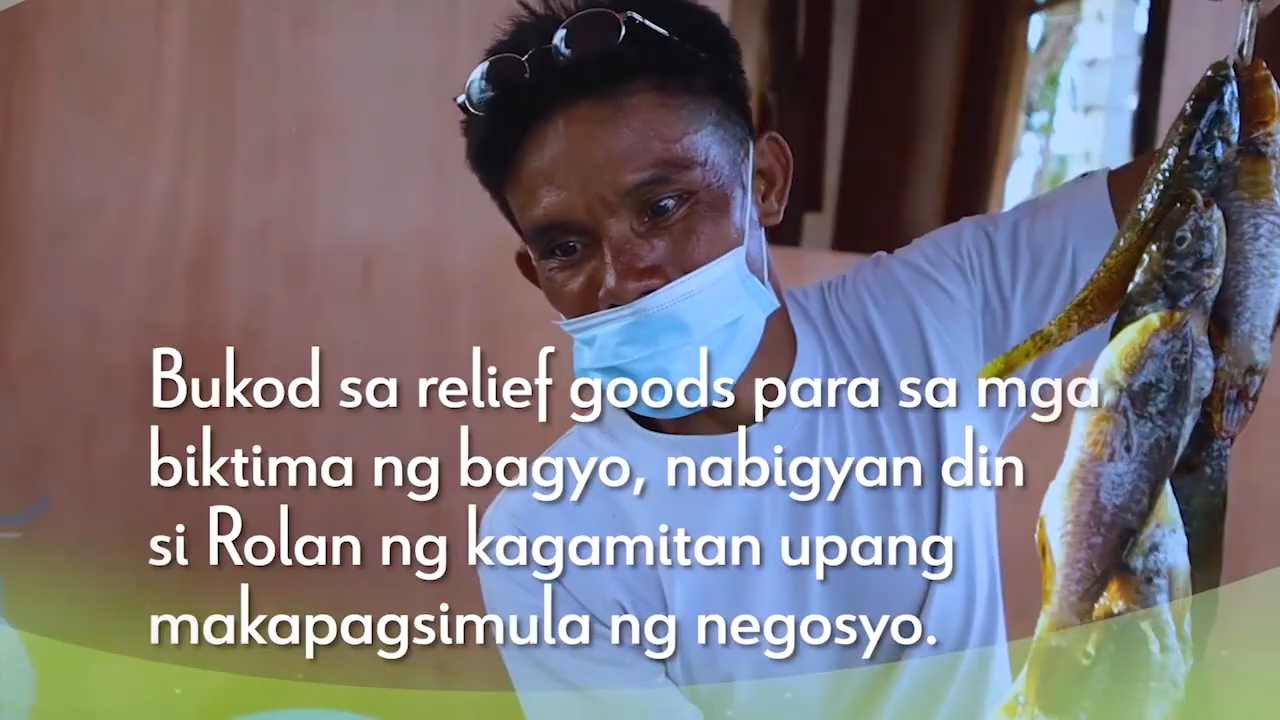 Bukod sa relief goods para sa mga
biktima ng bagyo, nabigyan din
si Rolan ng kagamitan upang
makapagsimula ng negosyo.